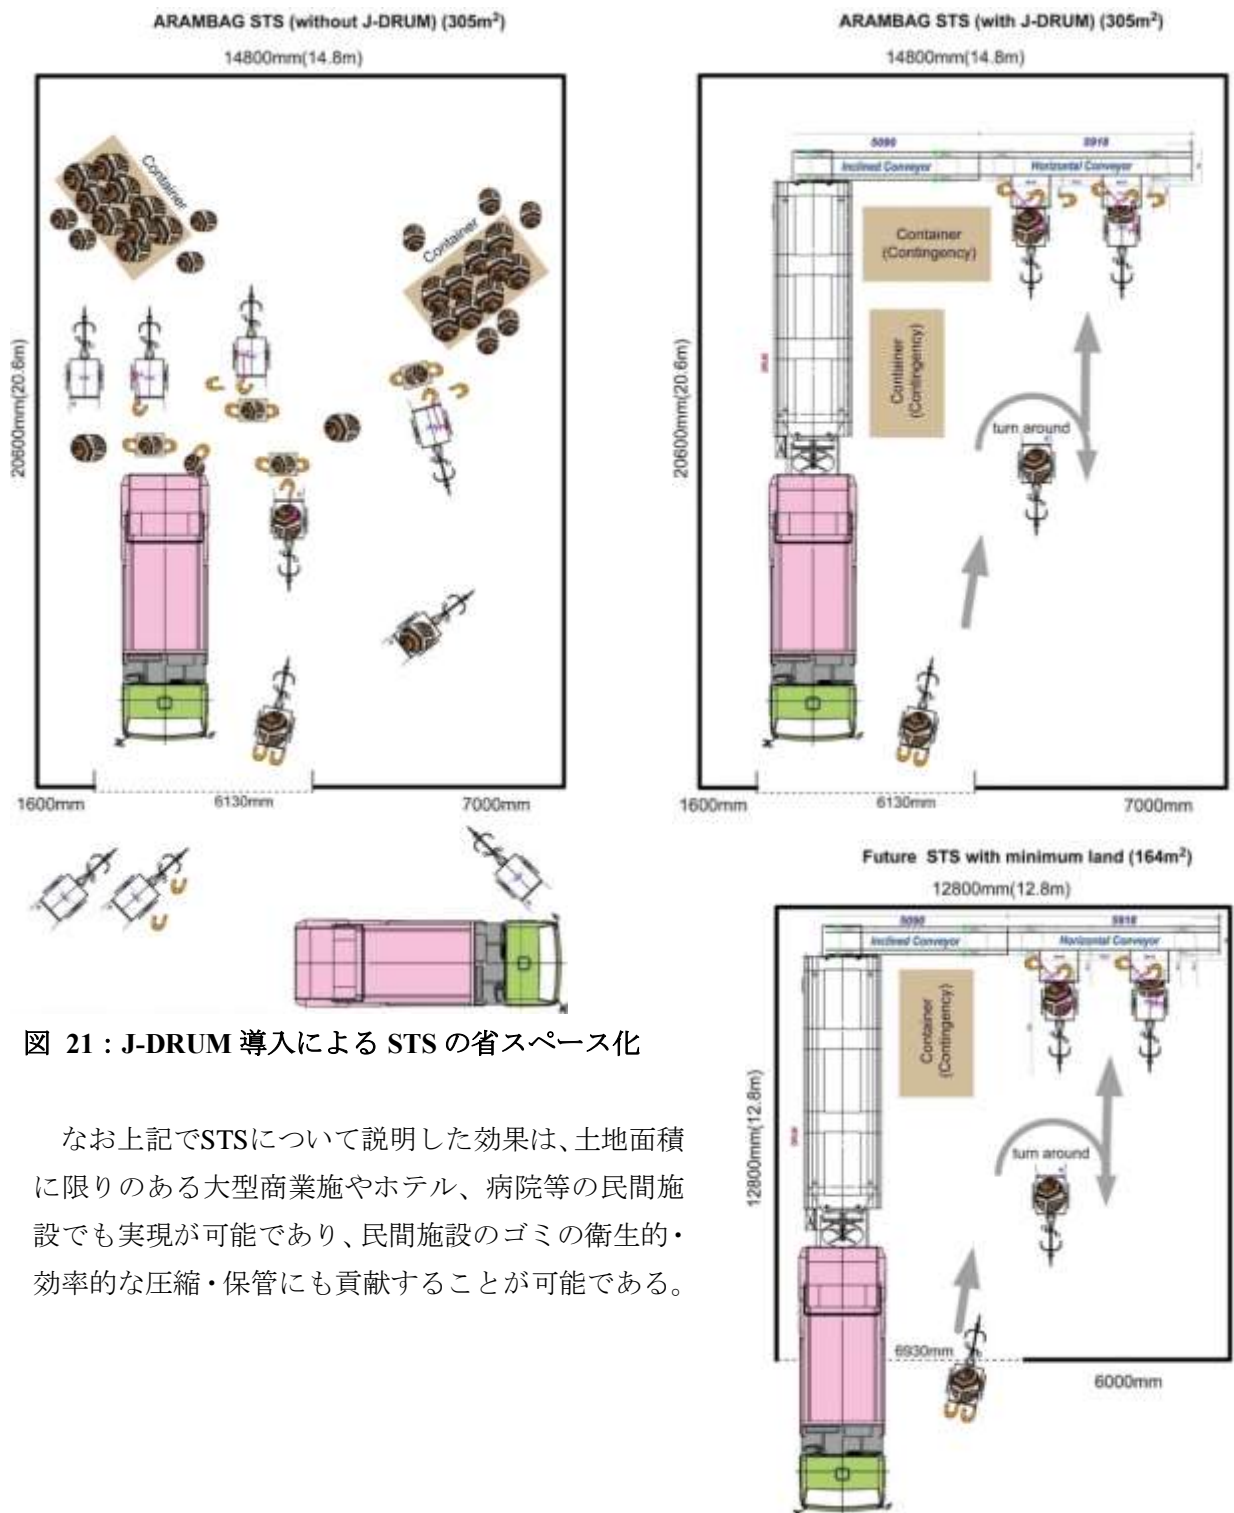 ARAMBAG STS (without J-DRUM) (305m²)
14800mm(14.8m)
Container
Container
20600mm(20.6m)
1600mm
6130mm
7000mm
ARAMBAG STS (with J-DRUM) (305m²)
14800mm(14.8m)
5090
5918
Inclined Conveyor
Horizontal Conveyor
Container
(Contingency)
Container
(Contingency)
20600mm(20.6m)
turn around
1600mm
6130mm
7000mm
Future STS with minimum land (164m²)
12800mm(12.8m)
5090
5918
Inclined Conveyor
Horizontal Conveyor
Container
(Contingency)
12800mm(12.8m)
turn around
6930mm
6000mm
図 21：J-DRUM 導入による STS の省スペース化
なお上記でSTSについて説明した効果は、土地面積
に限りのある大型商業施やホテル、病院等の民間施
設でも実現が可能であり、民間施設のゴミの衛生的・
効率的な圧縮・保管にも貢献することが可能である。